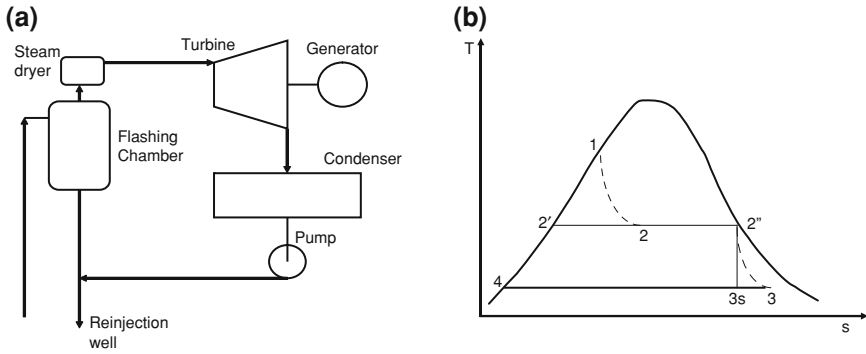 (a)
Steam
dryer
Turbine
Generator
Flashing
Chamber
Condenser
Pump
Reinjection
well
(b)
T
1
2'
2
2"
4
3s
3
s